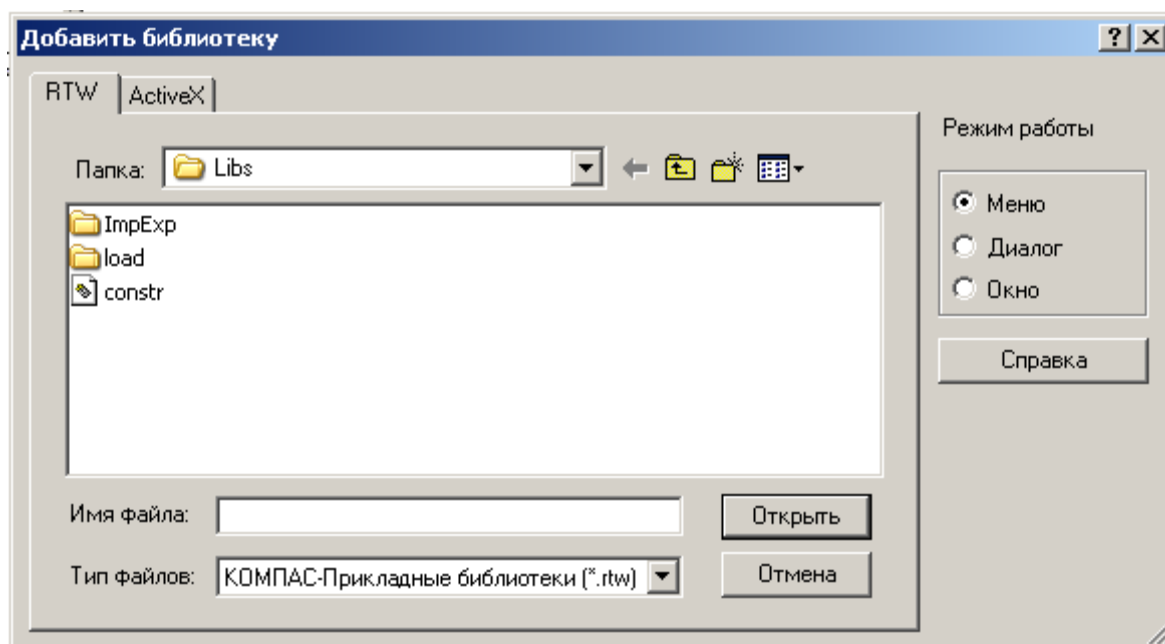 Добавить библиотеку
RTW ActiveX
Режим работы
Папка: Libs
ImpExp
load
constr
Меню
Диалог
Окно
Справка
Имя файла:
Открыть
Тип файлов: КОМПАС-Прикладные библиотеки (*.rtw)
Отмена